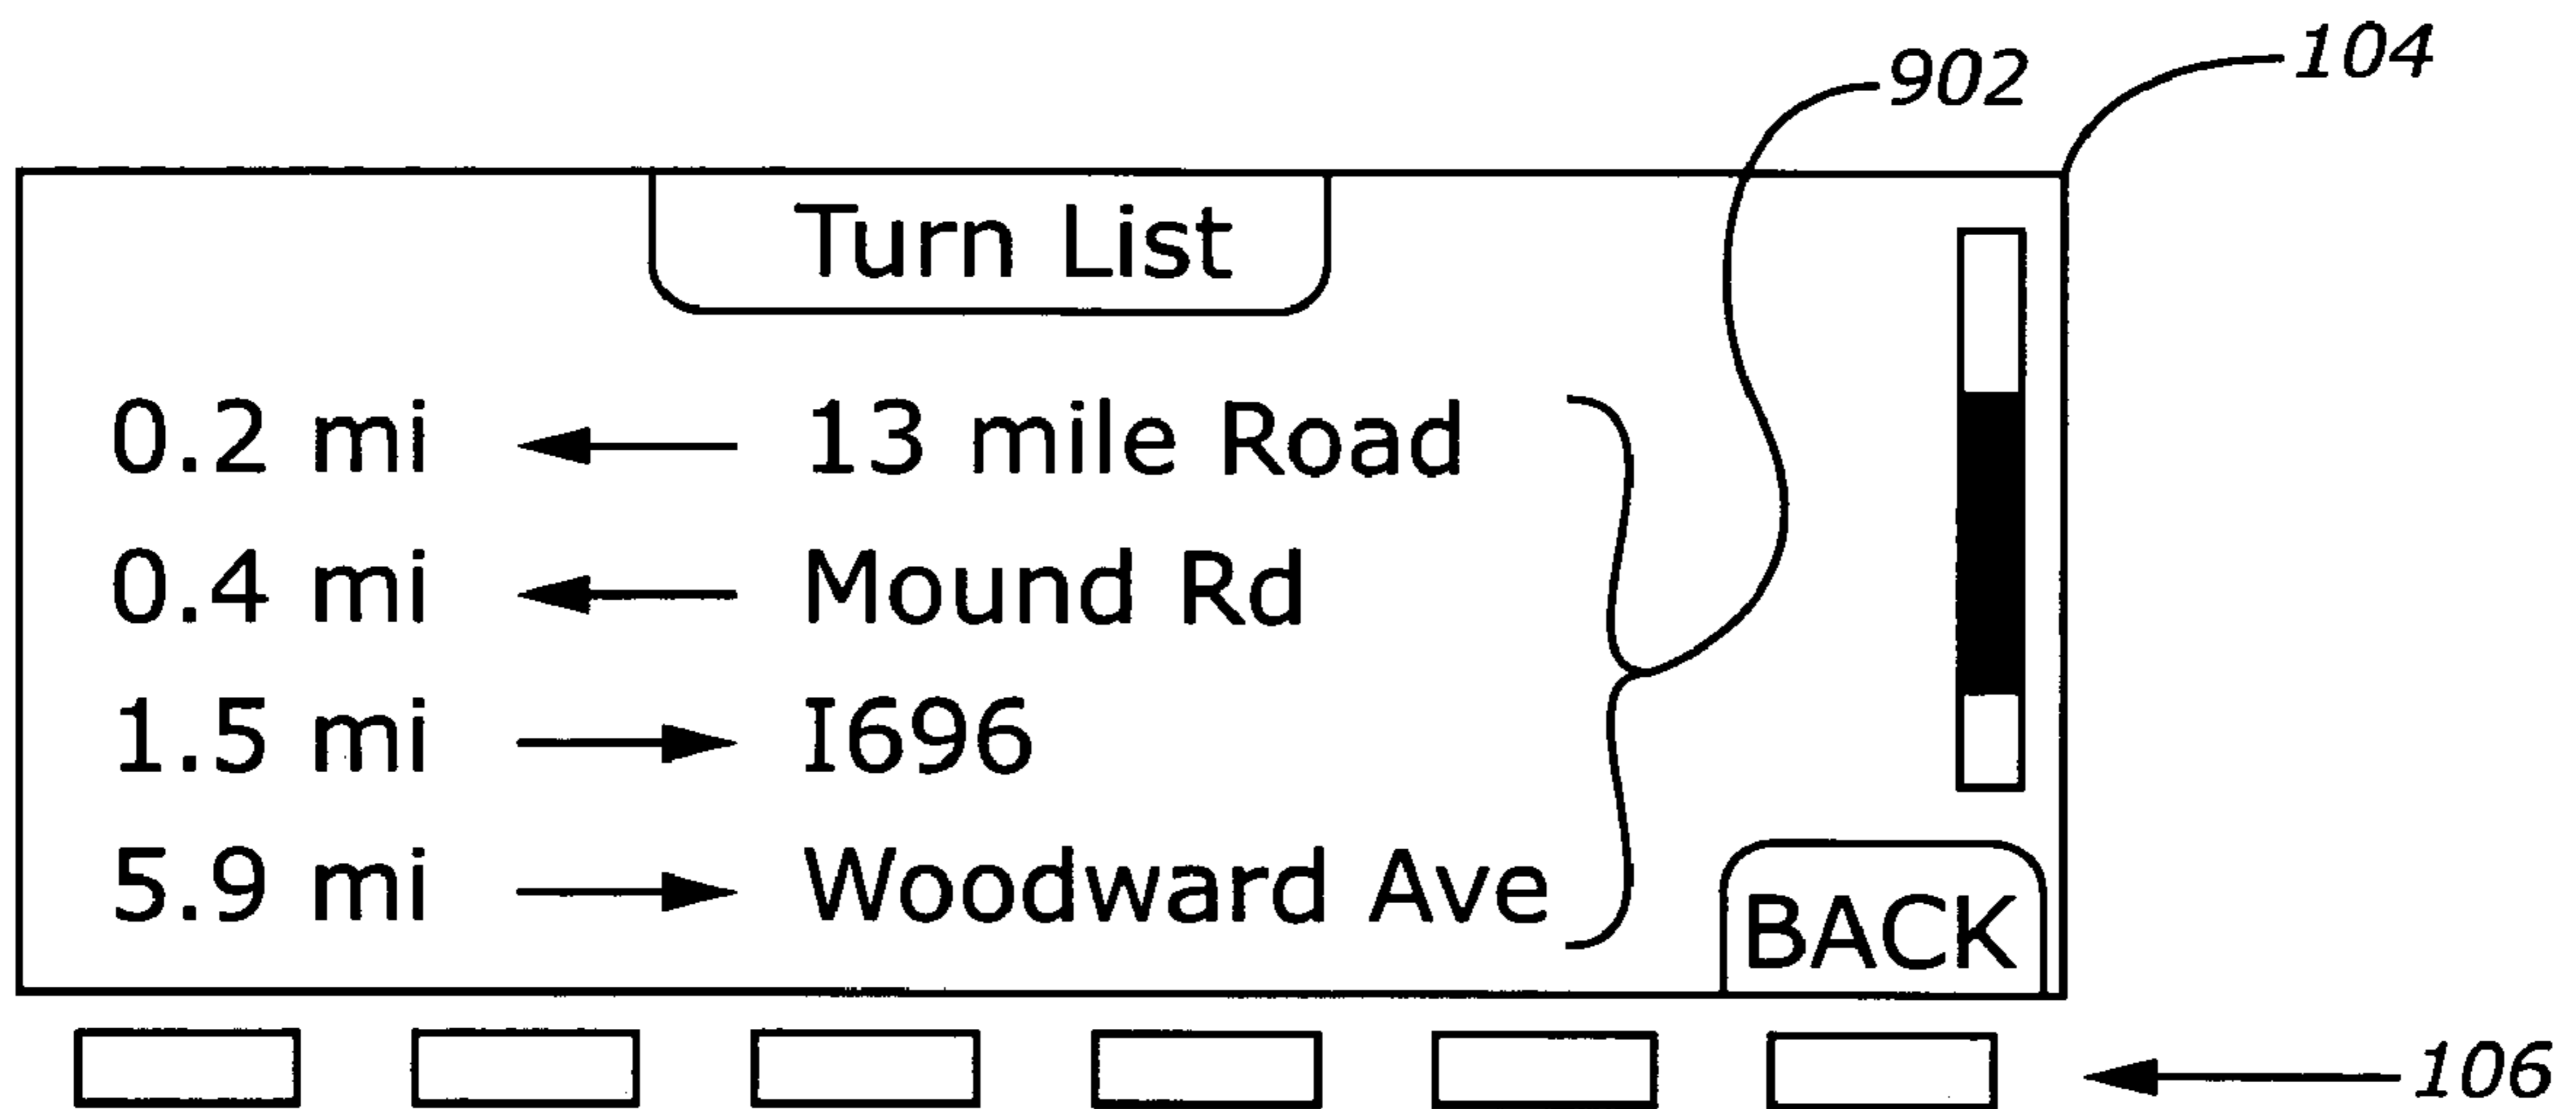 902
104
Turn List
0.2 mi 13 mile Road
0.4 mi Mound Rd
1.5 mi I696
5.9 mi Woodward Ave
BACK
106